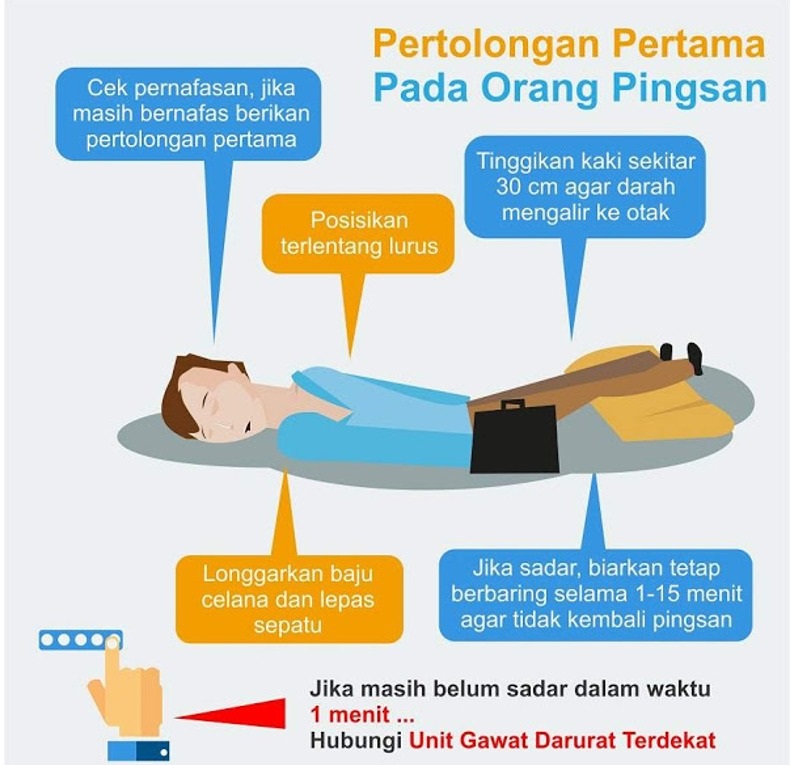 Pertolongan Pertama
Pada Orang Pingsan
Cek pernafasan, jika
masih bernafas berikan
pertolongan pertama
Posisikan
terlentang lurus
Tinggikan kaki sekitar
30 cm agar darah
mengalir ke otak
Longgarkan baju
celana dan lepas
sepatu
Jika sadar, biarkan tetap
berbaring selama 1-15 menit
agar tidak kembali pingsan
Jika masih belum sadar dalam waktu
1 menit ...
Hubungi Unit Gawat Darurat Terdekat